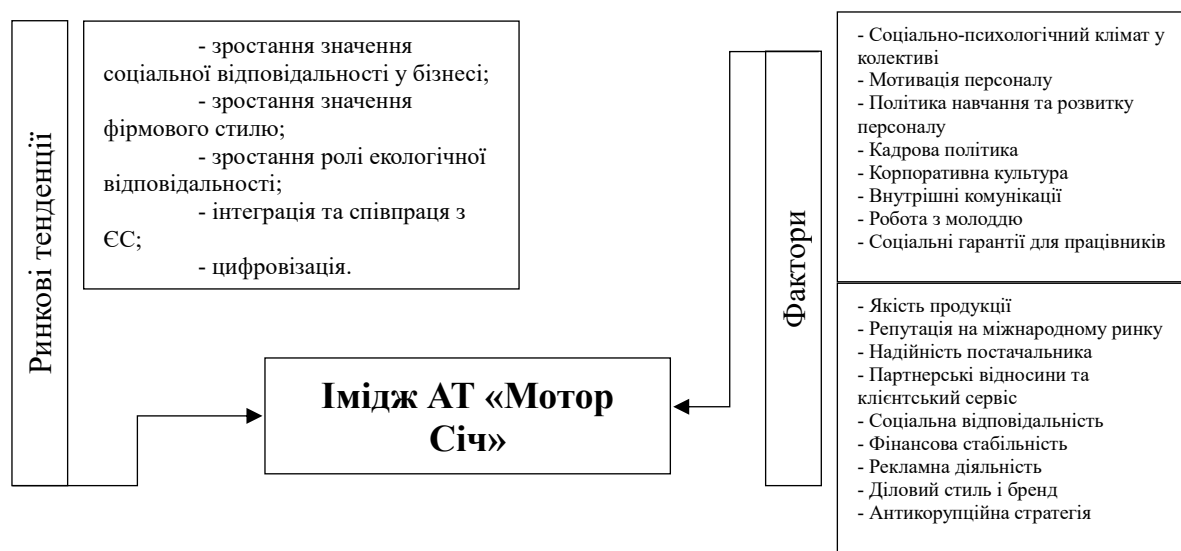 Ринкові тенденції
- зростання значення
соціальної відповідальності у бізнесі;
- зростання значення
фірмового стилю;
- зростання ролі екологічної
відповідальності;
- інтеграція та співпраця з
ЄС;
- цифровізація.
Імідж АТ «Мотор
Січ»
Фактори
- Соціально-психологічний клімат у
колективі
- Мотивація персоналу
- Політика навчання та розвитку
персоналу
- Кадрова політика
- Корпоративна культура
- Внутрішні комунікації
- Робота з молоддю
- Соціальні гарантії для працівників
- Якість продукції
- Репутація на міжнародному ринку
- Надійність постачальника
- Партнерські відносини та
клієнтський сервіс
- Соціальна відповідальність
- Фінансова стабільність
- Рекламна діяльність
- Діловий стиль і бренд
- Антикорупційна стратегія